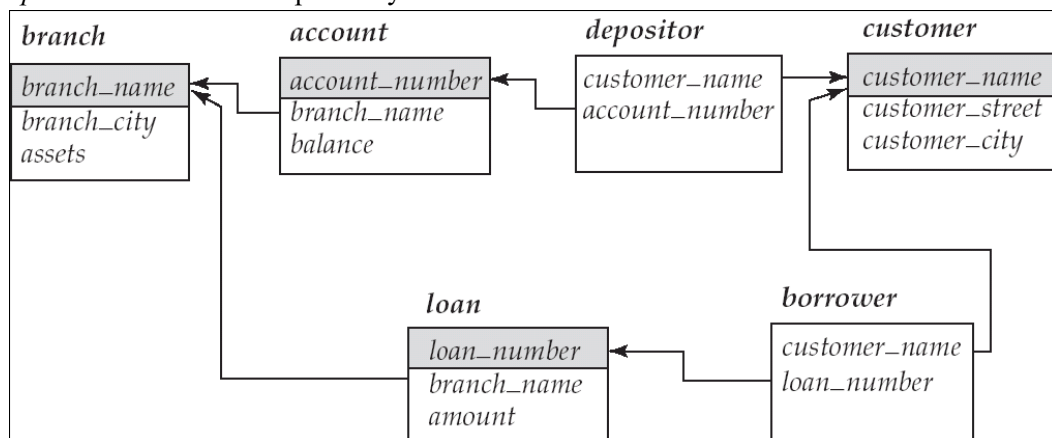 branch
branch_name
branch_city
assets
account
account_number
branch_name
balance
depositor
customer_name
account_number
customer
customer_name
customer_street
customer_city
loan
loan_number
branch_name
amount
borrower
customer_name
loan_number